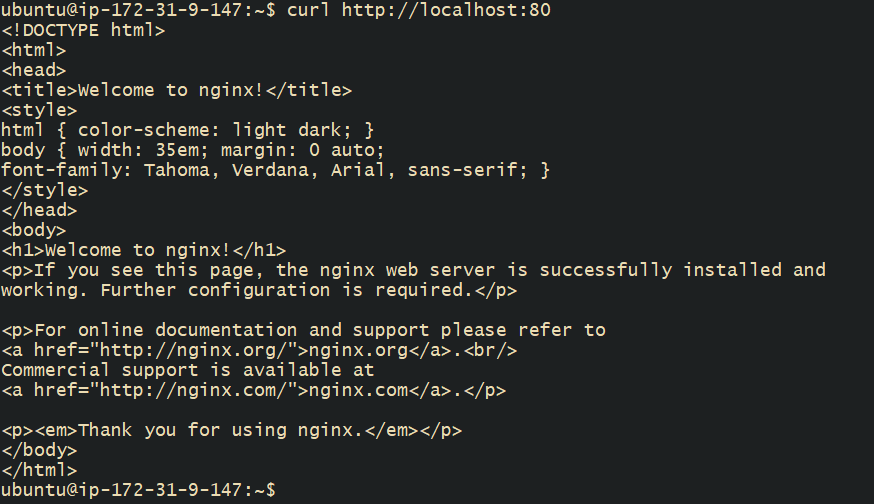 ubuntu@ip-172-31-9-147:~$ curl http://localhost:80
<!DOCTYPE html>
<html>
<head>
<title>Welcome to nginx!</title>
<style>
html { color-scheme: light dark; }
body { width: 35em; margin: 0 auto;
font-family: Tahoma, Verdana, Arial, sans-serif; }
</style>
</head>
<body>
<h1>Welcome to nginx!</h1>
<p>If you see this page, the nginx web server is successfully installed and
working. Further configuration is required.</p>

<p>For online documentation and support please refer to
<a href="http://nginx.org/">nginx.org</a>.<br/>
Commercial support is available at
<a href="http://nginx.com/">nginx.com</a>.</p>

<p><em>Thank you for using nginx.</em></p>
</body>
</html>
ubuntu@ip-172-31-9-147:~$